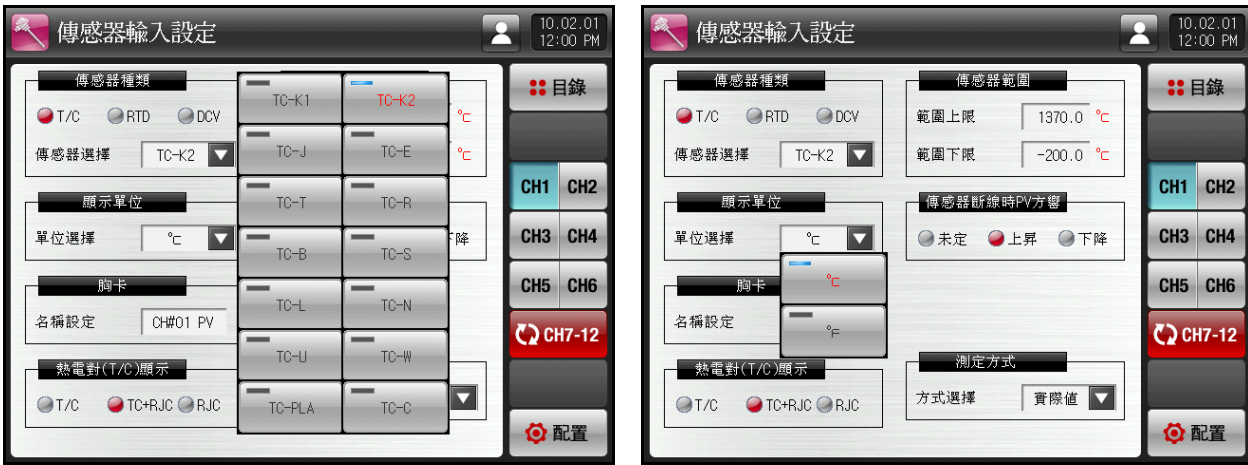 傳感器輸入設定
10.02.01
12:00 PM
傳感器種類
T/C RTD DCV
℃
傳感器選擇 TC-K2
℃
顯示單位
單位選擇 ℃
下降
胸卡
名稱設定 CH#01 PV
熱電對(T/C)顯示
T/C TC+RJC RJC
TC-K1 TC-K2
TC-J TC-E
TC-T TC-R
TC-B TC-S
TC-L TC-N
TC-U TC-W
TC-PLA TC-C
目錄
CH1 CH2
CH3 CH4
CH5 CH6
CH7-12
配置
傳感器輸入設定
10.02.01
12:00 PM
傳感器種類
T/C RTD DCV
傳感器選擇 TC-K2
傳感器範圍
範圍上限 1370.0 ℃
範圍下限 -200.0 ℃
顯示單位
單位選擇 ℃
℃
℉
傳感器斷線時PV方響
未定 上昇 下降
胸卡
名稱設定
熱電對(T/C)顯示
T/C TC+RJC RJC
測定方式
方式選擇 實際値
目錄
CH1 CH2
CH3 CH4
CH5 CH6
CH7-12
配置